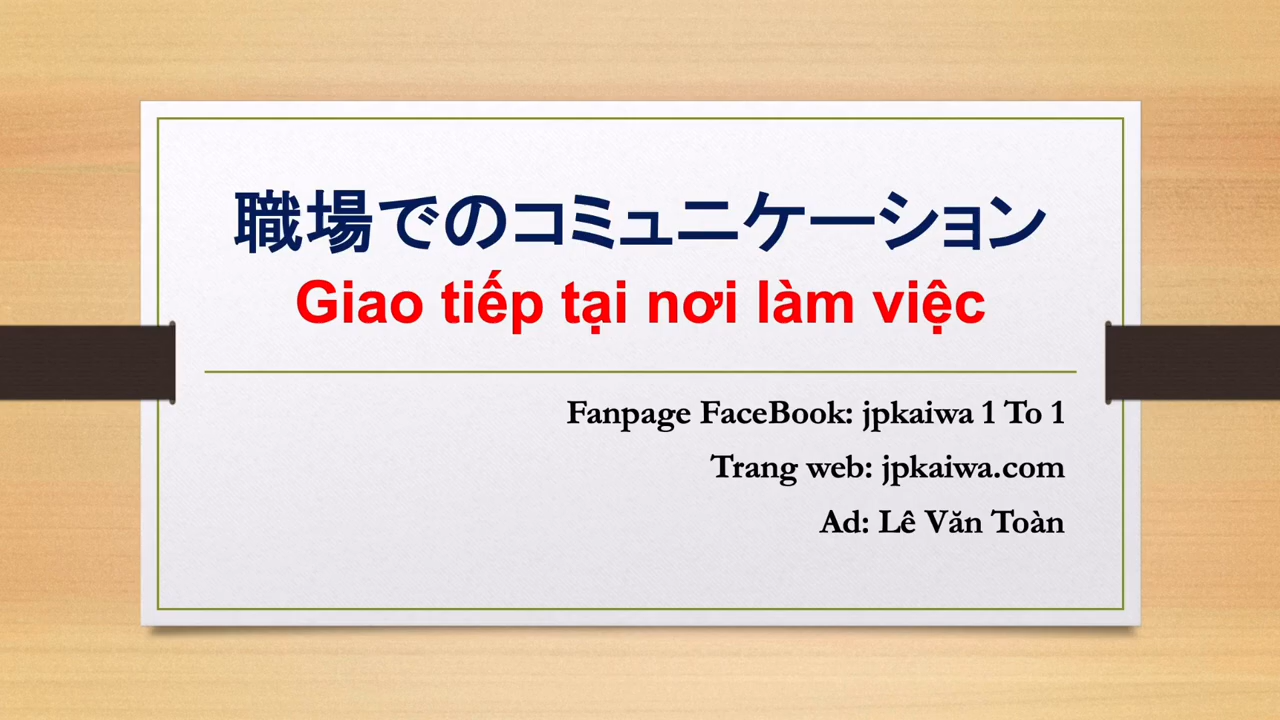 職場でのコミュニケーション
Giao tiếp tại nơi làm việc
Fanpage FaceBook: jpkaiwa 1 To 1
Trang web: jpkaiwa.com
Ad: Lê Văn Toàn